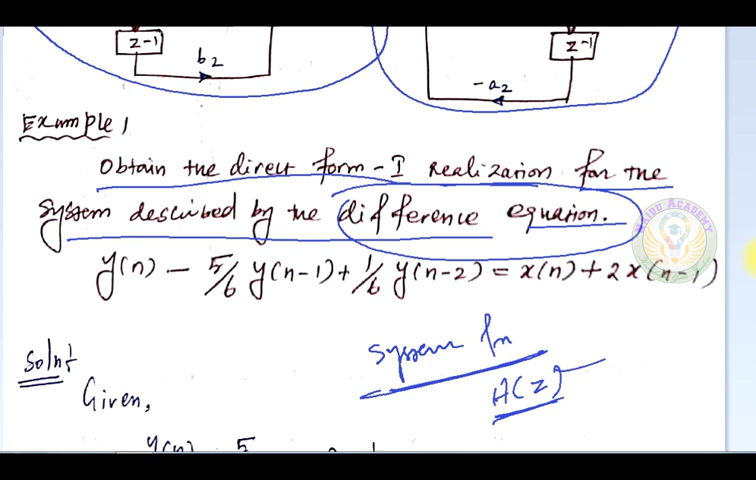 z-1
b2
z-1
-a2
Example 1
Obtain the direct form-I Realization for the
system described by the difference equation.
y(n) - 5/6 y(n-1) + 1/6 y(n-2) = x(n) + 2x(n-1)
System fn
H(z)
Solnt
Given,